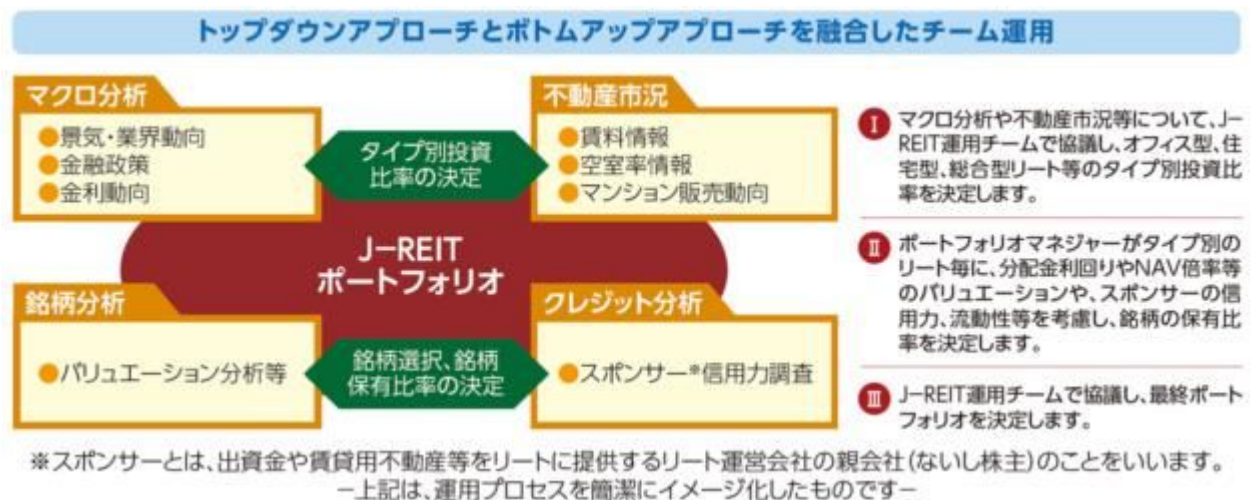 トップダウンアプローチとボトムアップアプローチを融合したチーム運用
マクロ分析
●景気・業界動向
●金融政策
●金利動向
タイプ別投資
比率の決定
不動産市況
●賃料情報
●空室率情報
●マンション販売動向
J-REIT
ポートフォリオ
銘柄分析
●バリュエーション分析等
銘柄選択、銘柄
保有比率の決定
クレジット分析
●スポンサー※信用力調査
Ⅰ マクロ分析や不動産市況等について、J-
REIT運用チームで協議し、オフィス型、住
宅型、総合型リート等のタイプ別投資比
率を決定します。
Ⅱ ポートフォリオマネジャーがタイプ別の
リート毎に、分配金利回りやNAV倍率等
のバリュエーションや、スポンサーの信
用力、流動性等を考慮し、銘柄の保有比
率を決定します。
Ⅲ J-REIT運用チームで協議し、最終ポート
フォリオを決定します。
※スポンサーとは、出資金や賃貸用不動産等をリートに提供するリート運営会社の親会社(ないし株主)のことをいいます。
-上記は、運用プロセスを簡潔にイメージ化したものです-